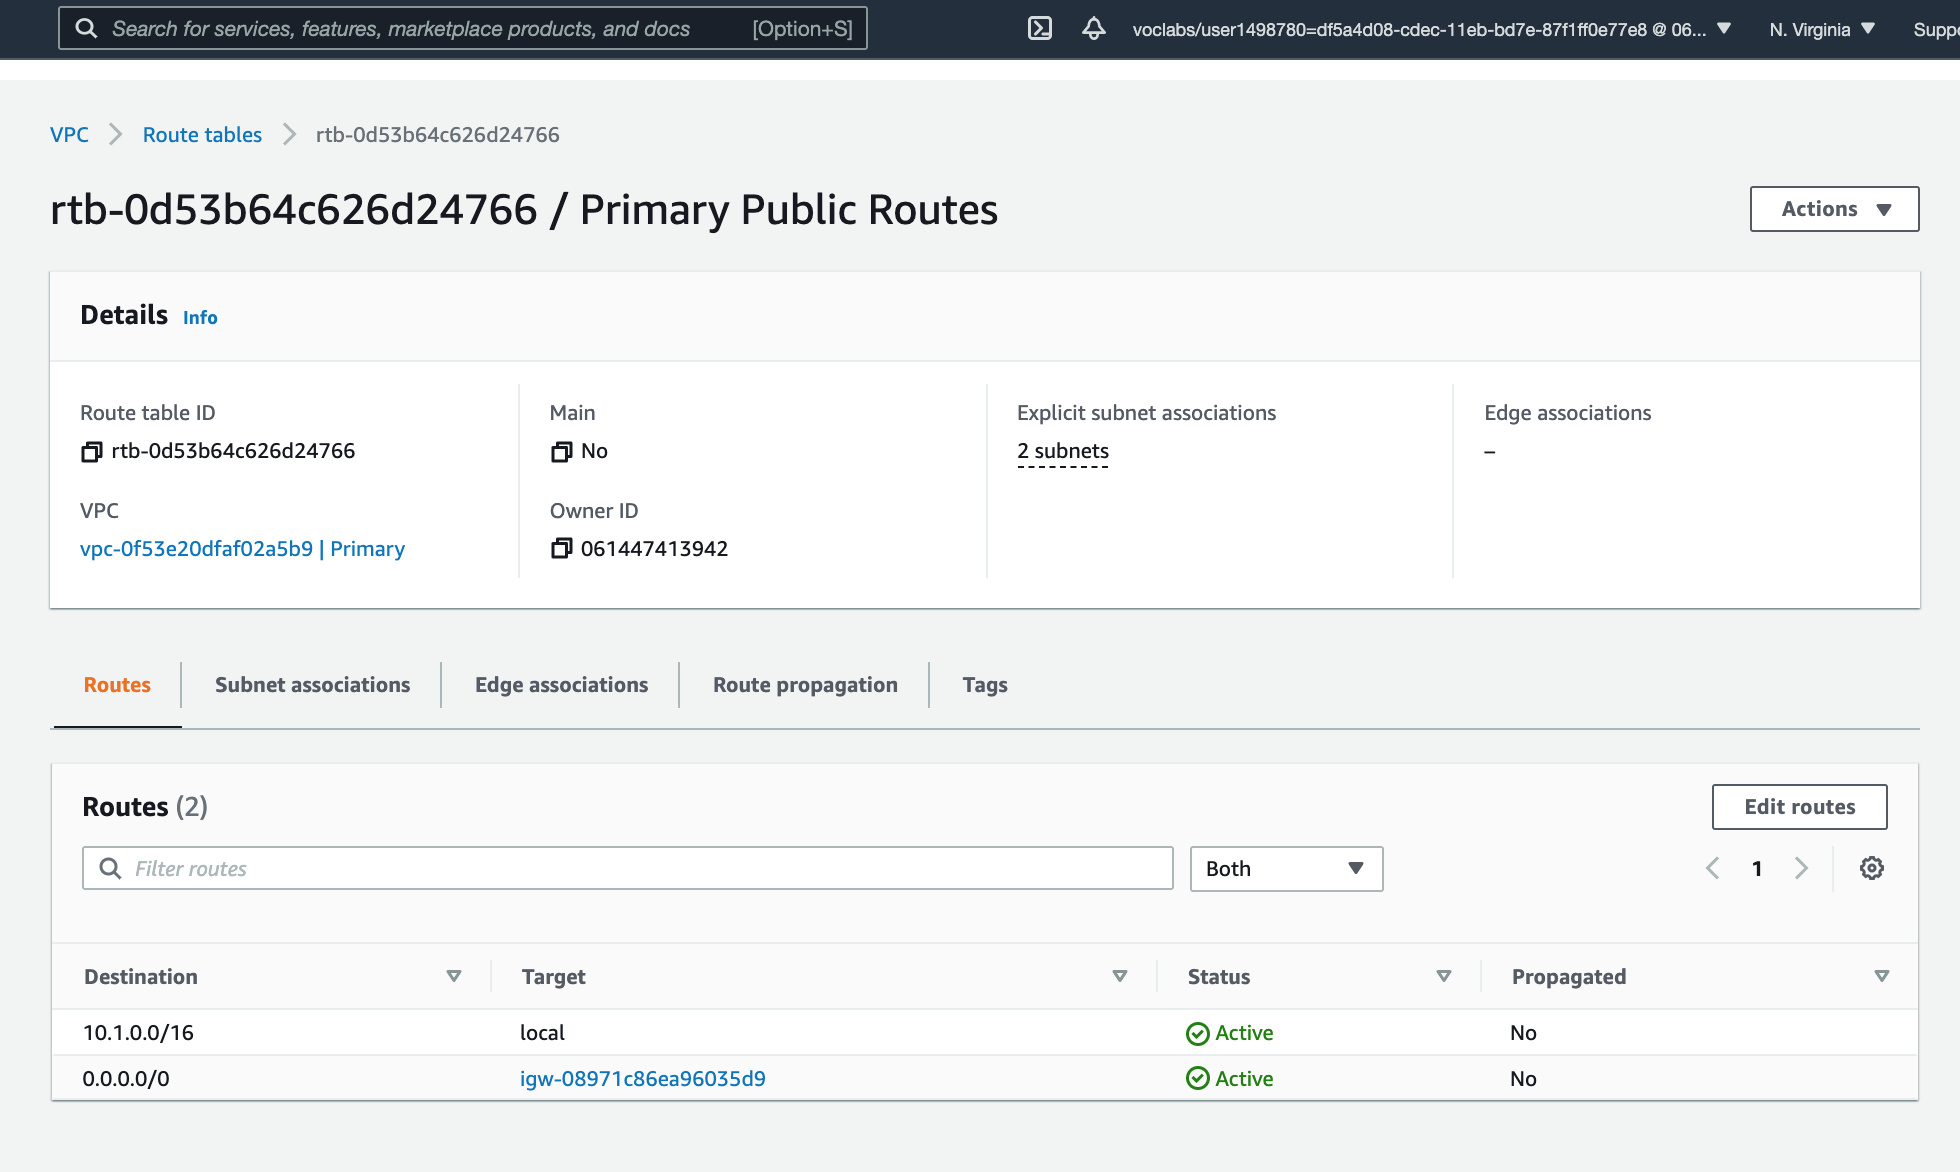 Search for services, features, marketplace products, and docs [Option+S] voclabs/user1498780=df5a4d08-cdec-11eb-bd7e-87f1ff0e77e8 @ 06... N. Virginia Suppo
VPC Route tables rtb-0d53b64c626d24766
rtb-0d53b64c626d24766 / Primary Public Routes Actions
Details Info
Route table ID Main Explicit subnet associations Edge associations
rtb-0d53b64c626d24766 No 2 subnets –
VPC Owner ID
vpc-0f53e20dfaf02a5b9 | Primary 061447413942
Routes Subnet associations Edge associations Route propagation Tags
Routes (2) Edit routes
Filter routes Both 1
Destination Target Status Propagated
10.1.0.0/16 local Active No
0.0.0.0/0 igw-08971c86ea96035d9 Active No